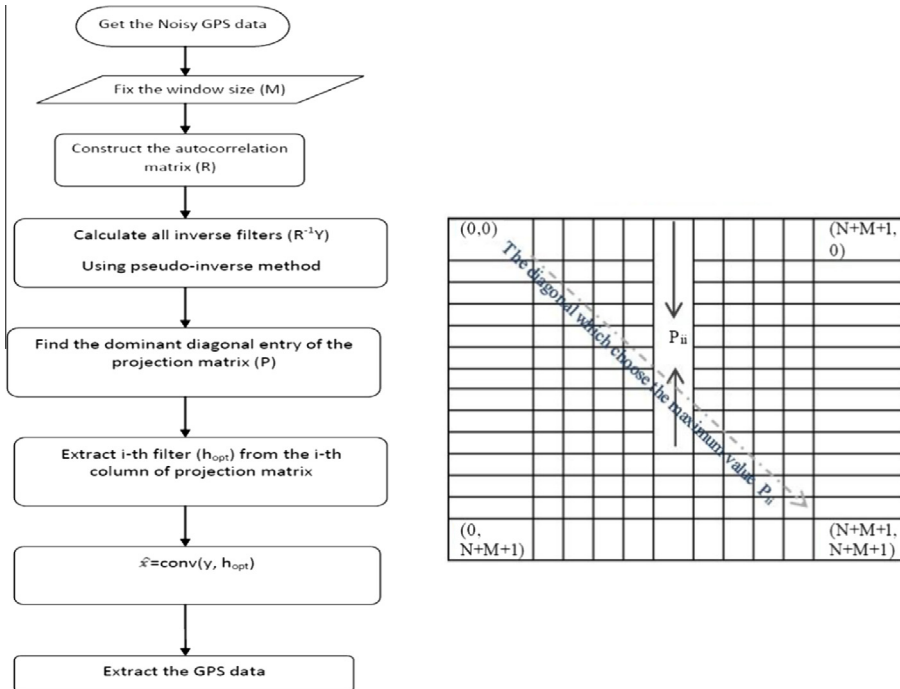 Get the Noisy GPS data
Fix the window size (M)
Construct the autocorrelation
matrix (R)
Calculate all inverse filters (R⁻¹Y)
Using pseudo-inverse method
Find the dominant diagonal entry of the
projection matrix (P)
Extract i-th filter (hₒₚₜ) from the i-th
column of projection matrix
x̂=conv(y, hₒₚₜ)
Extract the GPS data
(0,0)
(N+M+1,
0)
The diagonal which choose the maximum value Pᵢᵢ
Pᵢᵢ
(0,
N+M+1)
(N+M+1,
N+M+1)